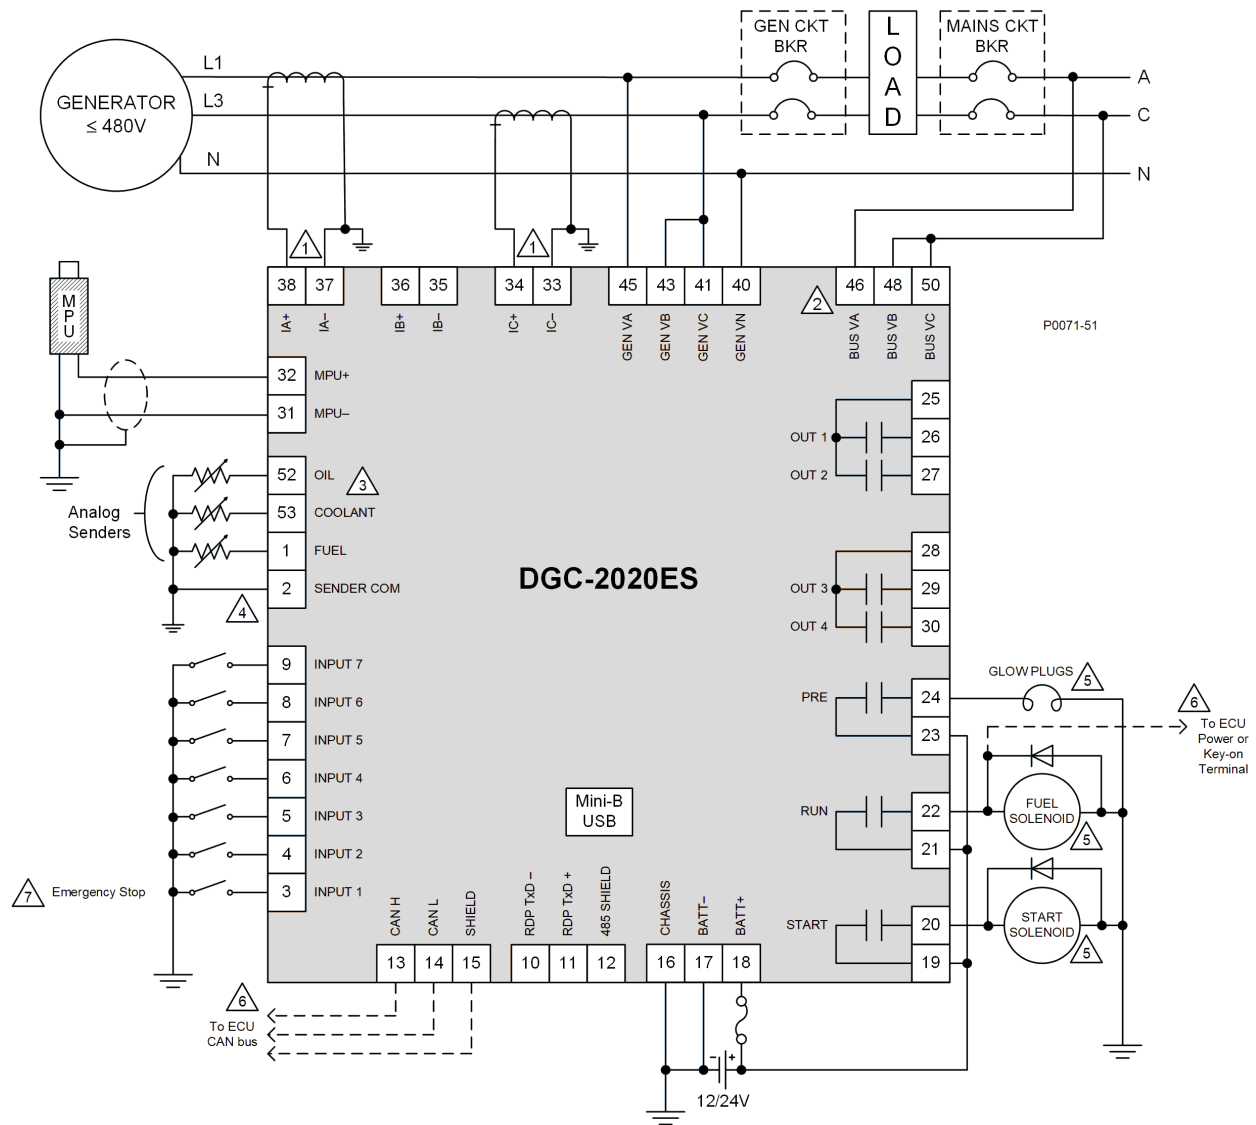 GEN CKT
BKR
LOAD
MAINS CKT
BKR
L1
A
GENERATOR
≤ 480V
L3
C
N
N
1
1
38
37
36
35
34
33
45
43
41
40
2
46
48
50
IA+
IA–
IB+
IB–
IC+
IC–
GEN VA
GEN VB
GEN VC
GEN VN
BUS VA
BUS VB
BUS VC
P0071-51
MPU
32
MPU+
31
MPU–
25
OUT 1
26
OUT 2
27
52
OIL
3
Analog
Senders
53
COOLANT
1
FUEL
2
SENDER COM
4
DGC-2020ES
28
OUT 3
29
OUT 4
30
9
INPUT 7
8
INPUT 6
7
INPUT 5
6
INPUT 4
5
INPUT 3
4
INPUT 2
7
Emergency Stop
3
INPUT 1
PRE
24
23
GLOW PLUGS
5
6
To ECU
Power or
Key-on
Terminal
RUN
22
21
FUEL
SOLENOID
5
Mini-B
USB
START
20
19
START
SOLENOID
5
CAN H
CAN L
SHIELD
RDP TxD –
RDP TxD +
485 SHIELD
CHASSIS
BATT–
BATT+
13
14
15
10
11
12
16
17
18
6
To ECU
CAN bus
- +
12/24V